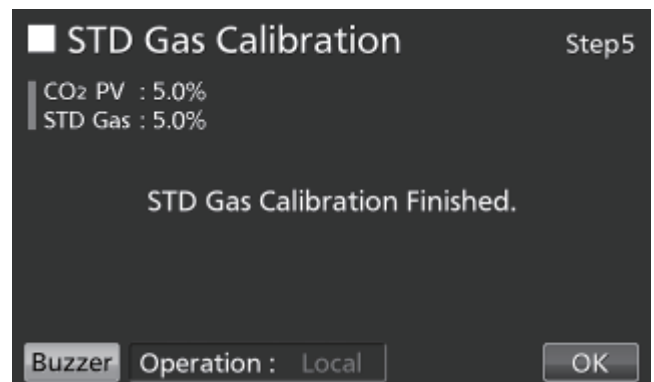 STD Gas Calibration Step5
CO2 PV : 5.0%
STD Gas : 5.0%
STD Gas Calibration Finished.
Buzzer Operation : Local OK